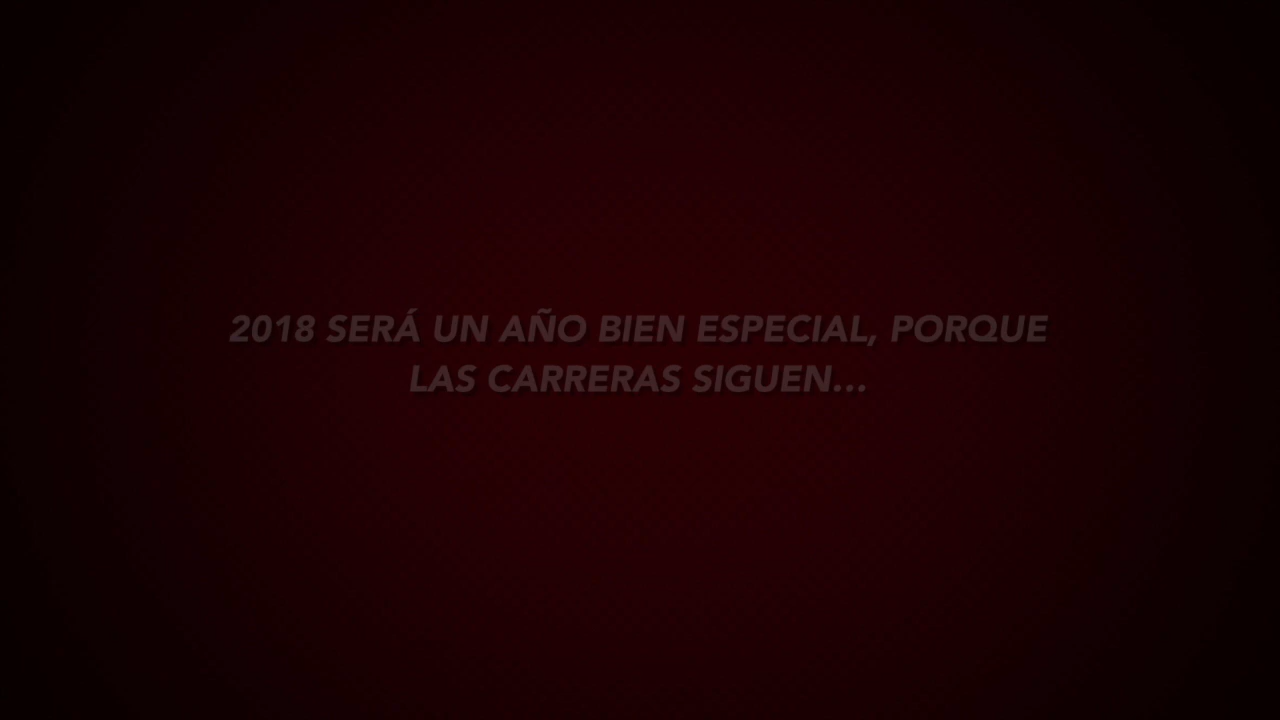 2018 SERÁ UN AÑO BIEN ESPECIAL, PORQUE
LAS CARRERAS SIGUEN...